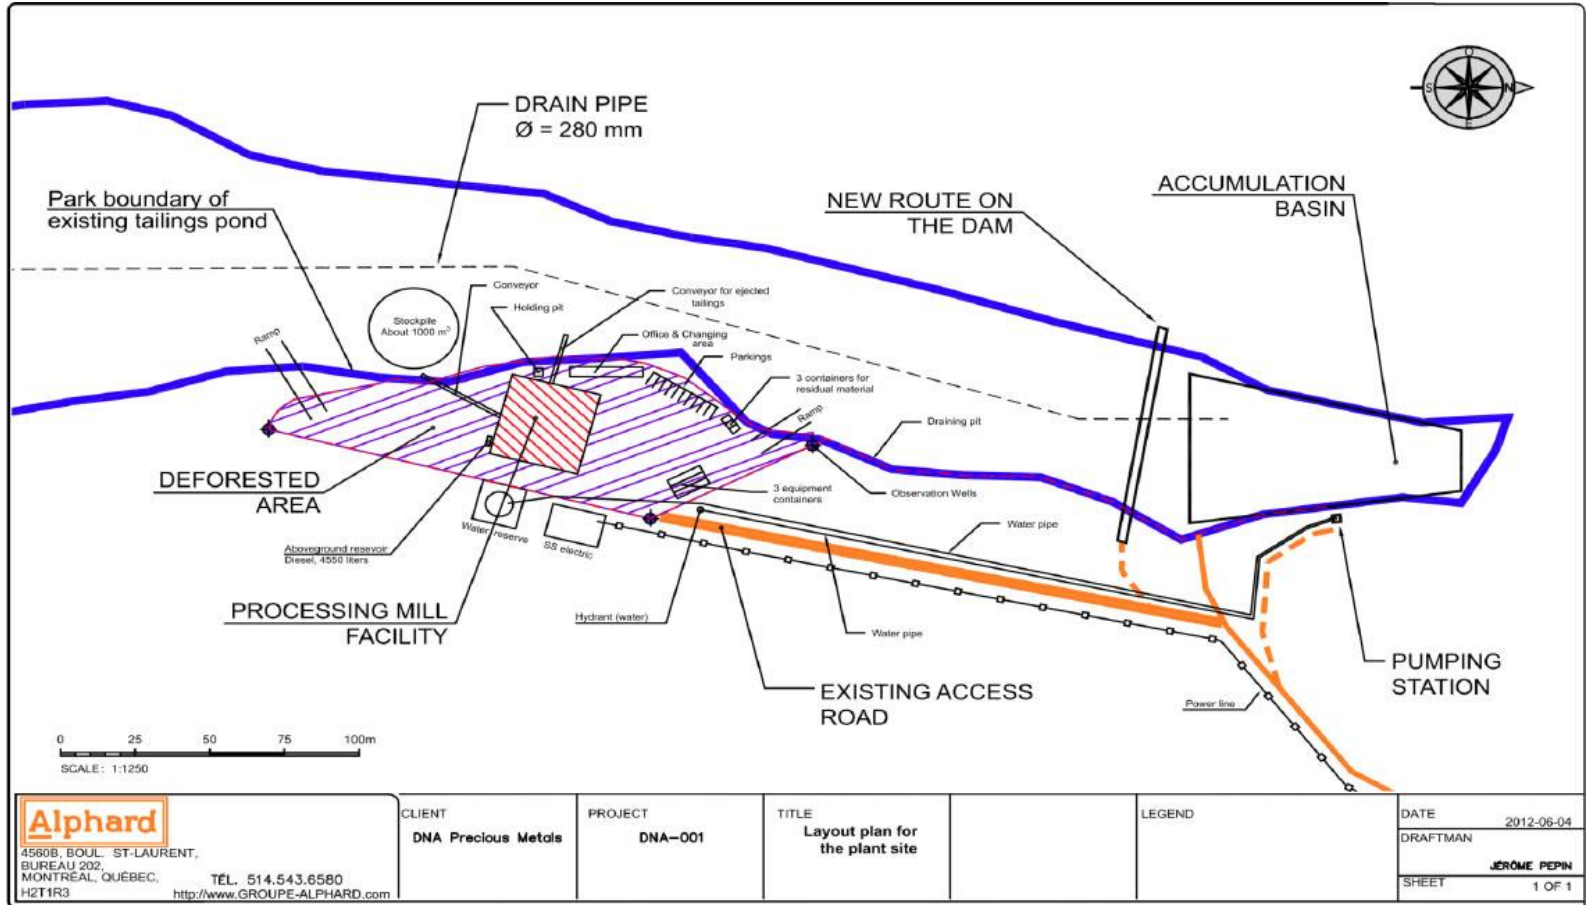 DRAIN PIPE
Ø = 280 mm
O
S
N
E
Park boundary of
existing tailings pond
NEW ROUTE ON
THE DAM
ACCUMULATION
BASIN
Conveyor
Holding pit
Conveyor for ejected
tailings
Stockpile
About 1000 m³
Ramp
Office & Changing
area
Parkings
3 containers for
residual material
Ramp
Draining pit
DEFORESTED
AREA
3 equipment
containers
Observation Wells
Water reserve
SS electric
Water pipe
Aboveground resevoir
Diesel, 4550 liters
PROCESSING MILL
FACILITY
Hydrant (water)
Water pipe
EXISTING ACCESS
ROAD
PUMPING
STATION
Power line
0 25 50 75 100m
SCALE: 1:1250
Alphard
4560B, BOUL. ST-LAURENT,
BUREAU 202,
MONTRÉAL, QUÉBEC,
H2T1R3
TÉL. 514.543.6580
http://www.GROUPE-ALPHARD.com
CLIENT
DNA Precious Metals
PROJECT
DNA-001
TITLE
Layout plan for
the plant site
LEGEND
DATE
2012-06-04
DRAFTMAN
JÉRÔME PEPIN
SHEET
1 OF 1